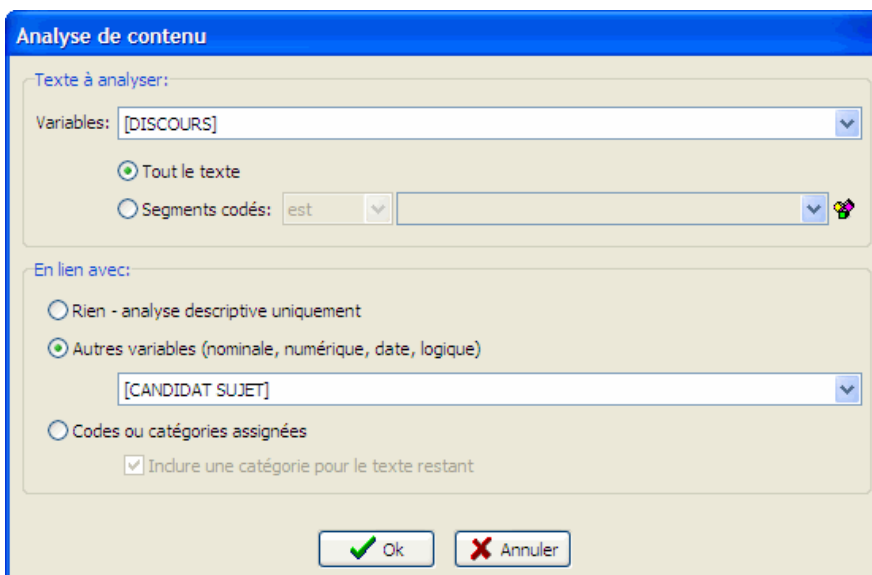 Analyse de contenu
Texte à analyser:
Variables: [DISCOURS]
Tout le texte
Segments codés: est
En lien avec:
Rien - analyse descriptive uniquement
Autres variables (nominale, numérique, date, logique)
[CANDIDAT SUJET]
Codes ou catégories assignées
Inclure une catégorie pour le texte restant
Ok Annuler